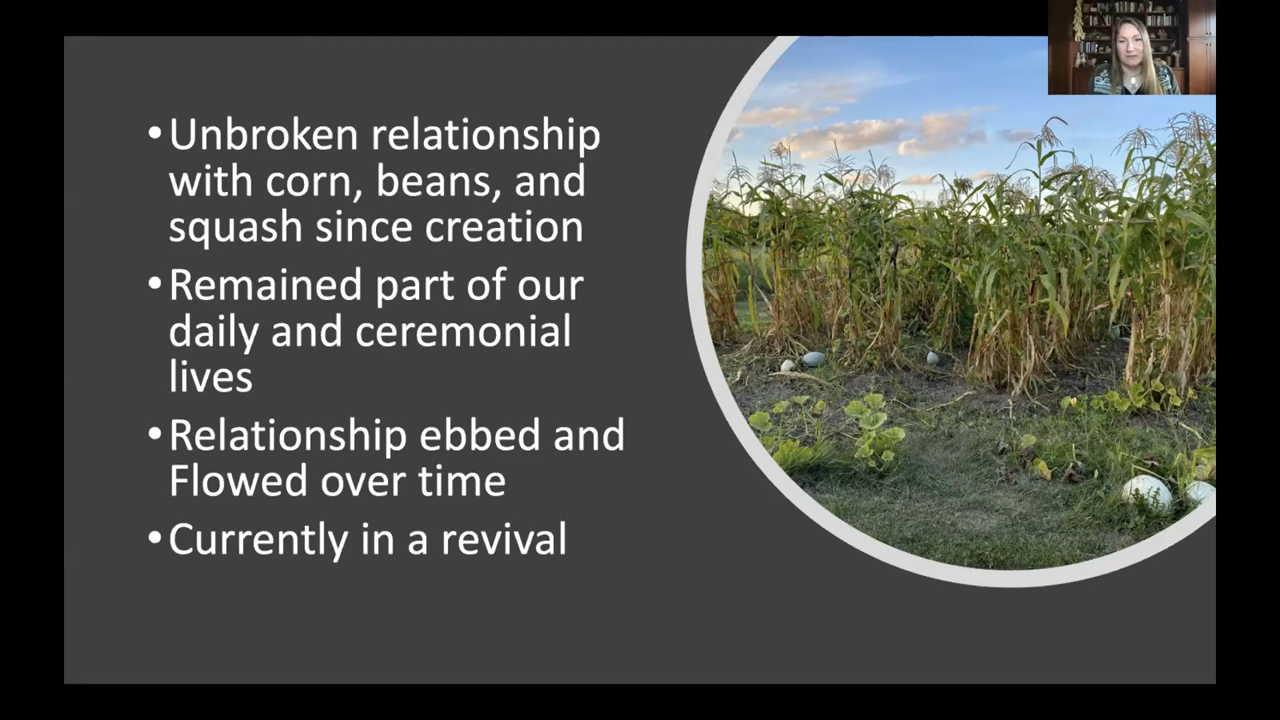 •Unbroken relationship
with corn, beans, and
squash since creation
•Remained part of our
daily and ceremonial
lives
•Relationship ebbed and
Flowed over time
•Currently in a revival